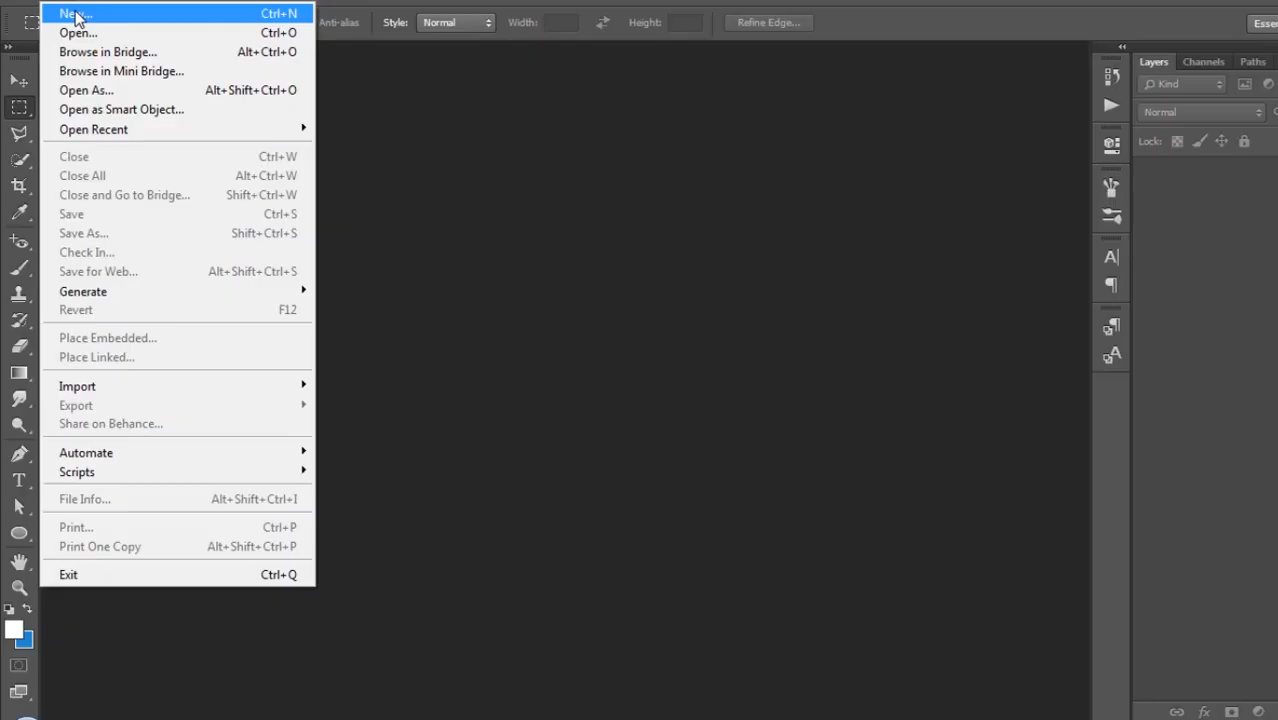 New... Ctrl+N
Open... Ctrl+O
Browse in Bridge... Alt+Ctrl+O
Browse in Mini Bridge...
Open As... Alt+Shift+Ctrl+O
Open as Smart Object...
Open Recent
Close Ctrl+W
Close All Alt+Ctrl+W
Close and Go to Bridge... Shift+Ctrl+W
Save Ctrl+S
Save As... Shift+Ctrl+S
Check In...
Save for Web... Alt+Shift+Ctrl+S
Generate
Revert F12
Place Embedded...
Place Linked...
Import
Export
Share on Behance...
Automate
Scripts
File Info... Alt+Shift+Ctrl+I
Print... Ctrl+P
Print One Copy Alt+Shift+Ctrl+P
Exit Ctrl+Q
Anti-alias Style: Normal Width: Height: Refine Edge...
Layers Channels Paths
Kind
Normal
Lock: